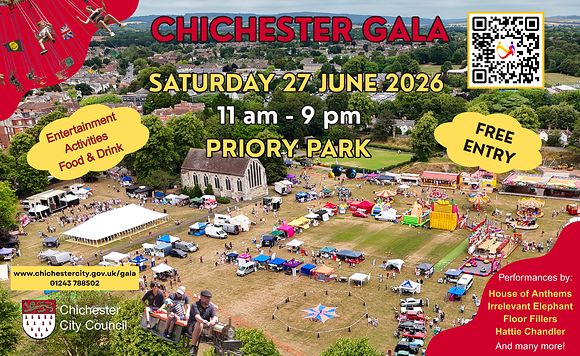 CHICHESTER GALA
SATURDAY 27 JUNE 2026
11 am - 9 pm
PRIORY PARK
Entertainment
Activities
Food & Drink
FREE
ENTRY
www.chichestercity.gov.uk/gala
01243 788502
Chichester
City Council
Performances by:
House of Anthems
Irrelevant Elephant
Floor Fillers
Hattie Chandler
And many more!